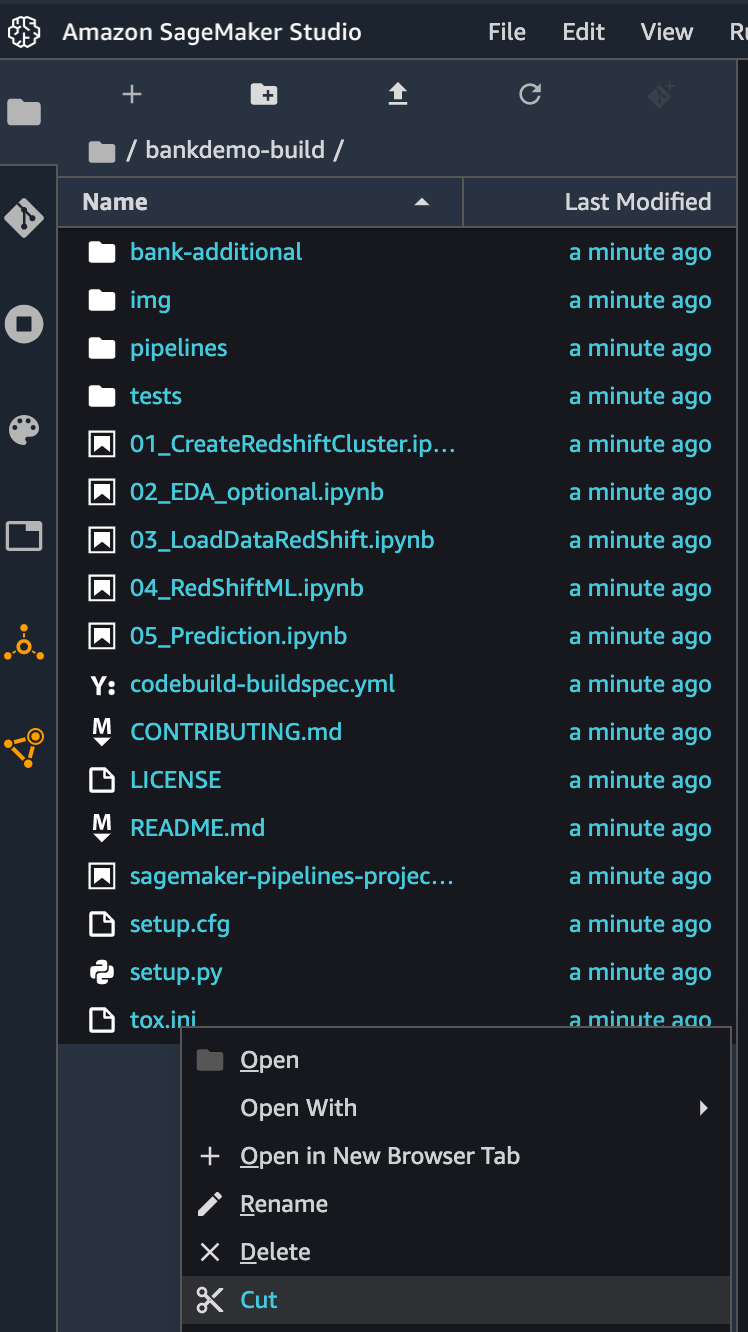 Amazon SageMaker Studio File Edit View Ru
/ bankdemo-build /
Name Last Modified
bank-additional a minute ago
img a minute ago
pipelines a minute ago
tests a minute ago
01_CreateRedshiftCluster.ip... a minute ago
02_EDA_optional.ipynb a minute ago
03_LoadDataRedShift.ipynb a minute ago
04_RedShiftML.ipynb a minute ago
05_Prediction.ipynb a minute ago
Y: codebuild-buildspec.yml a minute ago
M CONTRIBUTING.md a minute ago
LICENSE a minute ago
M README.md a minute ago
sagemaker-pipelines-projec... a minute ago
setup.cfg a minute ago
setup.py a minute ago
tox.ini a minute ago
Open
Open With
Open in New Browser Tab
Rename
Delete
Cut